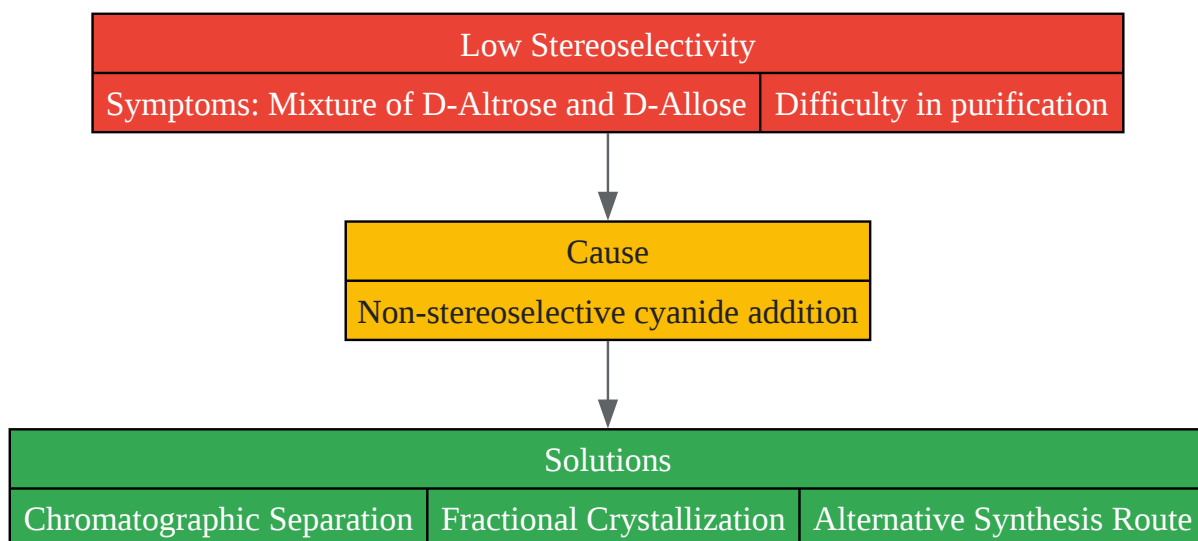 Low Stereoselectivity
Symptoms: Mixture of D-Altrose and D-Allose
Difficulty in purification
Cause
Non-stereoselective cyanide addition
Solutions
Chromatographic Separation
Fractional Crystallization
Alternative Synthesis Route